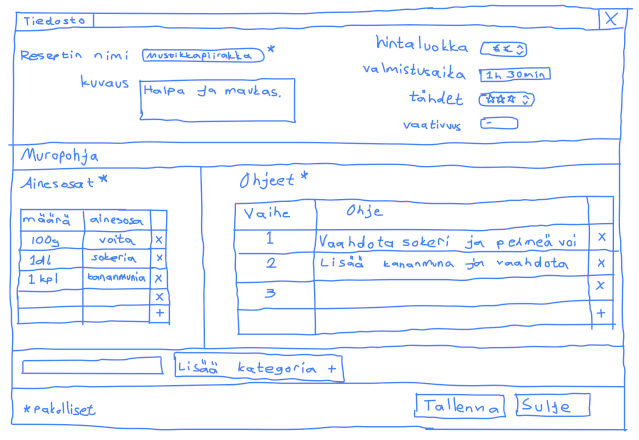 Tiedosto X
Reseptin nimi Mustikkapiirakka *
kuvaus Halpa ja maukas.
hintaluokka €€
valmistusaika 1h 30min
tähdet ☆☆☆
vaativuus -
Muropohja
Ainesosat *
määrä ainesosa
100g voita x
1dl sokeria x
1 kpl kananmunia x
x
+
Ohjeet *
Vaihe Ohje
1 Vaahdota sokeri ja pehmeä voi x
2 Lisää kananmuna ja vaahdota x
3 x
+
Lisää kategoria +
*pakolliset
Tallenna Sulje